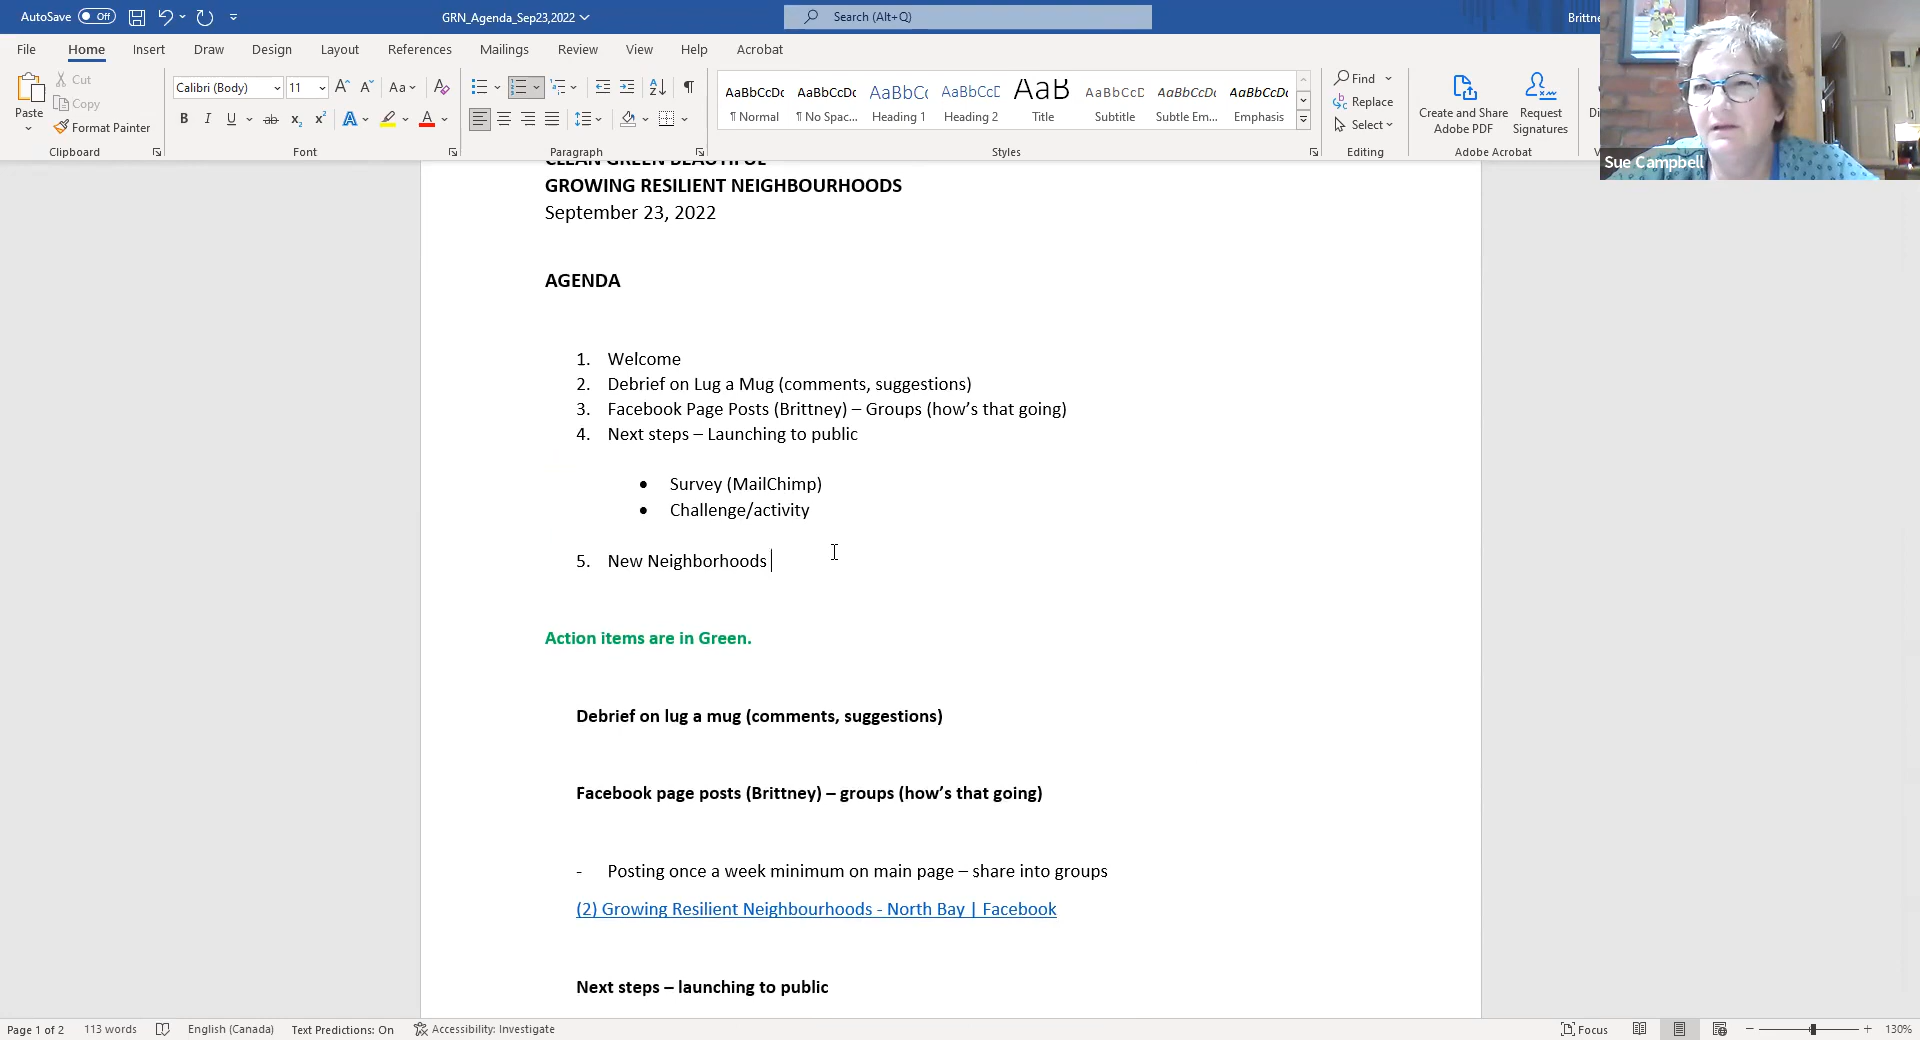 AutoSave Off GRN_Agenda_Sep23,2022 Search (Alt+Q) Brittne
File Home Insert Draw Design Layout References Mailings Review View Help Acrobat
Paste Cut Copy Format Painter
Calibri (Body) 11
AaBbCcDc AaBbCcDc AaBbC AaBbCcD AaB AaBbCcD AaBbCcDc AaBbCcDc
¶ Normal ¶ No Spac... Heading 1 Heading 2 Title Subtitle Subtle Em... Emphasis
Find Replace Select
Create and Share Adobe PDF
Request Signatures
Clipboard Font Paragraph Styles Editing Adobe Acrobat
Sue Campbell
CLEAN GREEN BEAUTIFUL
GROWING RESILIENT NEIGHBOURHOODS
September 23, 2022
AGENDA
1. Welcome
2. Debrief on Lug a Mug (comments, suggestions)
3. Facebook Page Posts (Brittney) – Groups (how’s that going)
4. Next steps – Launching to public
• Survey (MailChimp)
• Challenge/activity
5. New Neighborhoods
Action items are in Green.
Debrief on lug a mug (comments, suggestions)
Facebook page posts (Brittney) – groups (how’s that going)
- Posting once a week minimum on main page – share into groups
(2) Growing Resilient Neighbourhoods - North Bay | Facebook
Next steps – launching to public
Page 1 of 2 113 words English (Canada) Text Predictions: On Accessibility: Investigate Focus 130%